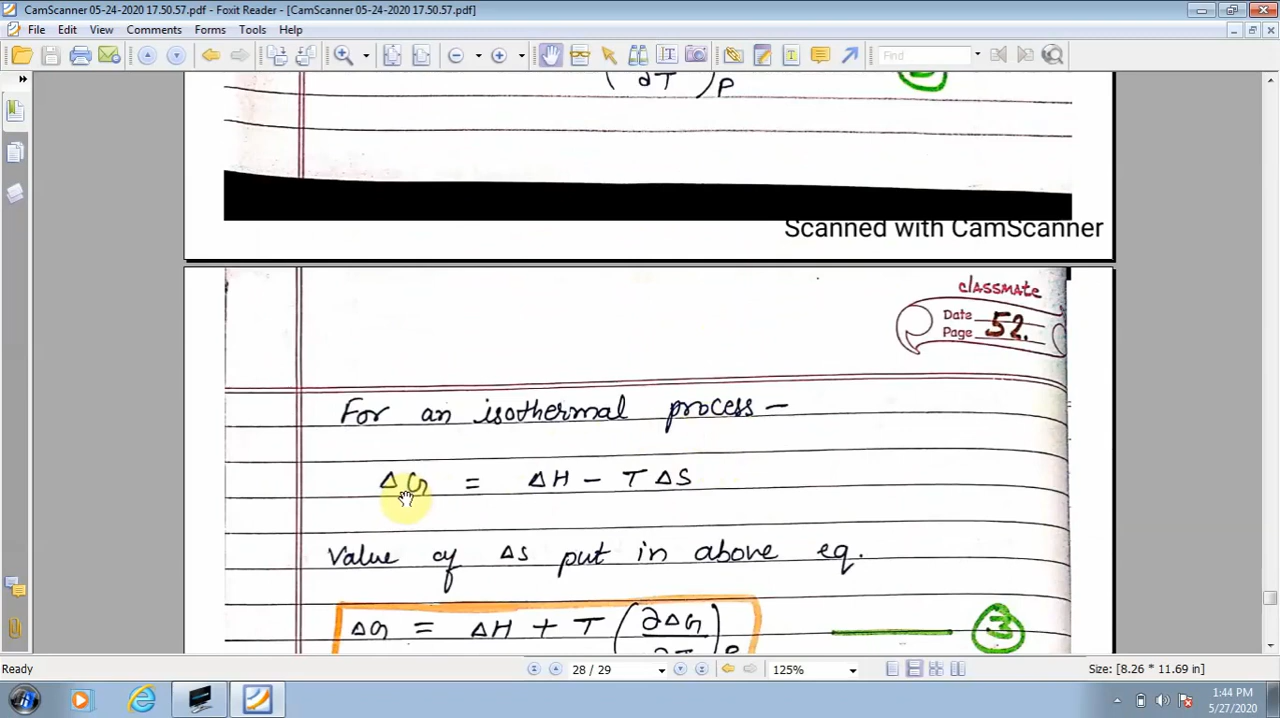 CamScanner 05-24-2020 17.50.57.pdf - Foxit Reader - [CamScanner 05-24-2020 17.50.57.pdf]
File Edit View Comments Forms Tools Help
Find
(∂T)P
Scanned with CamScanner
classmate
Date
Page 52.
For an isothermal process –
ΔG = ΔH – TΔS
Value of ΔS put in above eq.
ΔG = ΔH + T (∂ΔG/∂T)P ——— 3
Ready
28 / 29
125%
Size: [8.26 * 11.69 in]
1:44 PM
5/27/2020